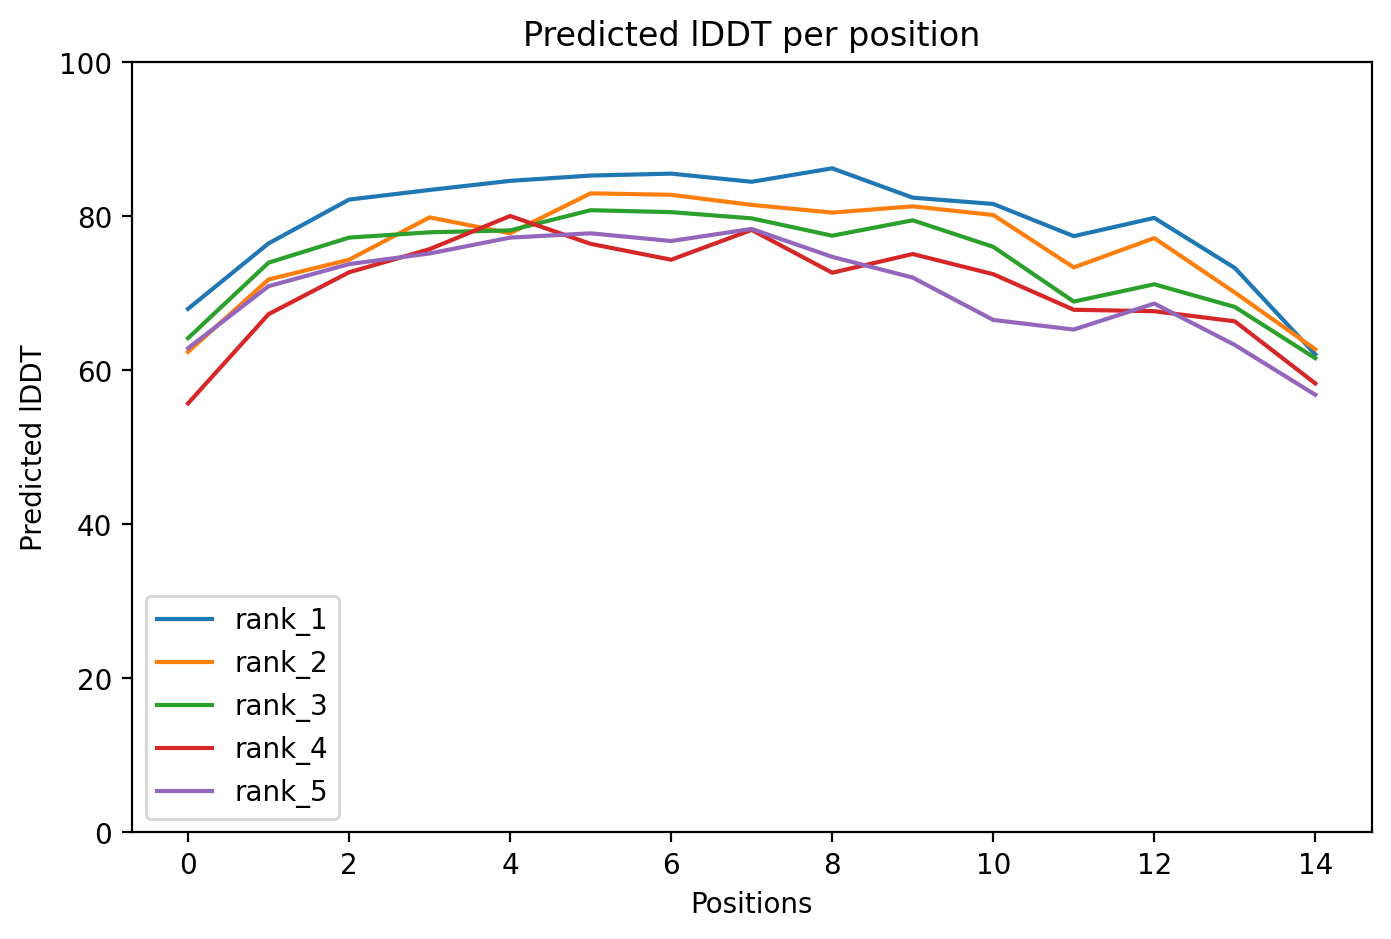 Predicted lDDT per position
Predicted lDDT
100
80
60
40
20
0
rank_1
rank_2
rank_3
rank_4
rank_5
0 2 4 6 8 10 12 14
Positions